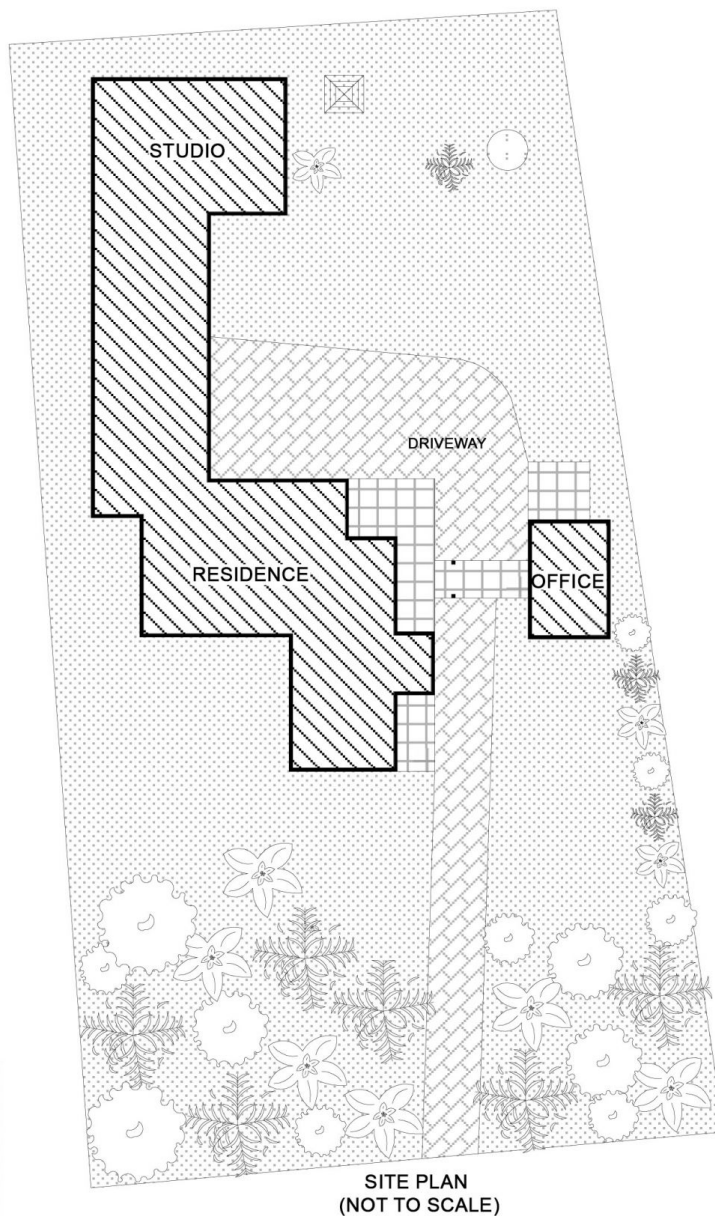 STUDIO
DRIVEWAY
RESIDENCE
OFFICE
SITE PLAN
(NOT TO SCALE)